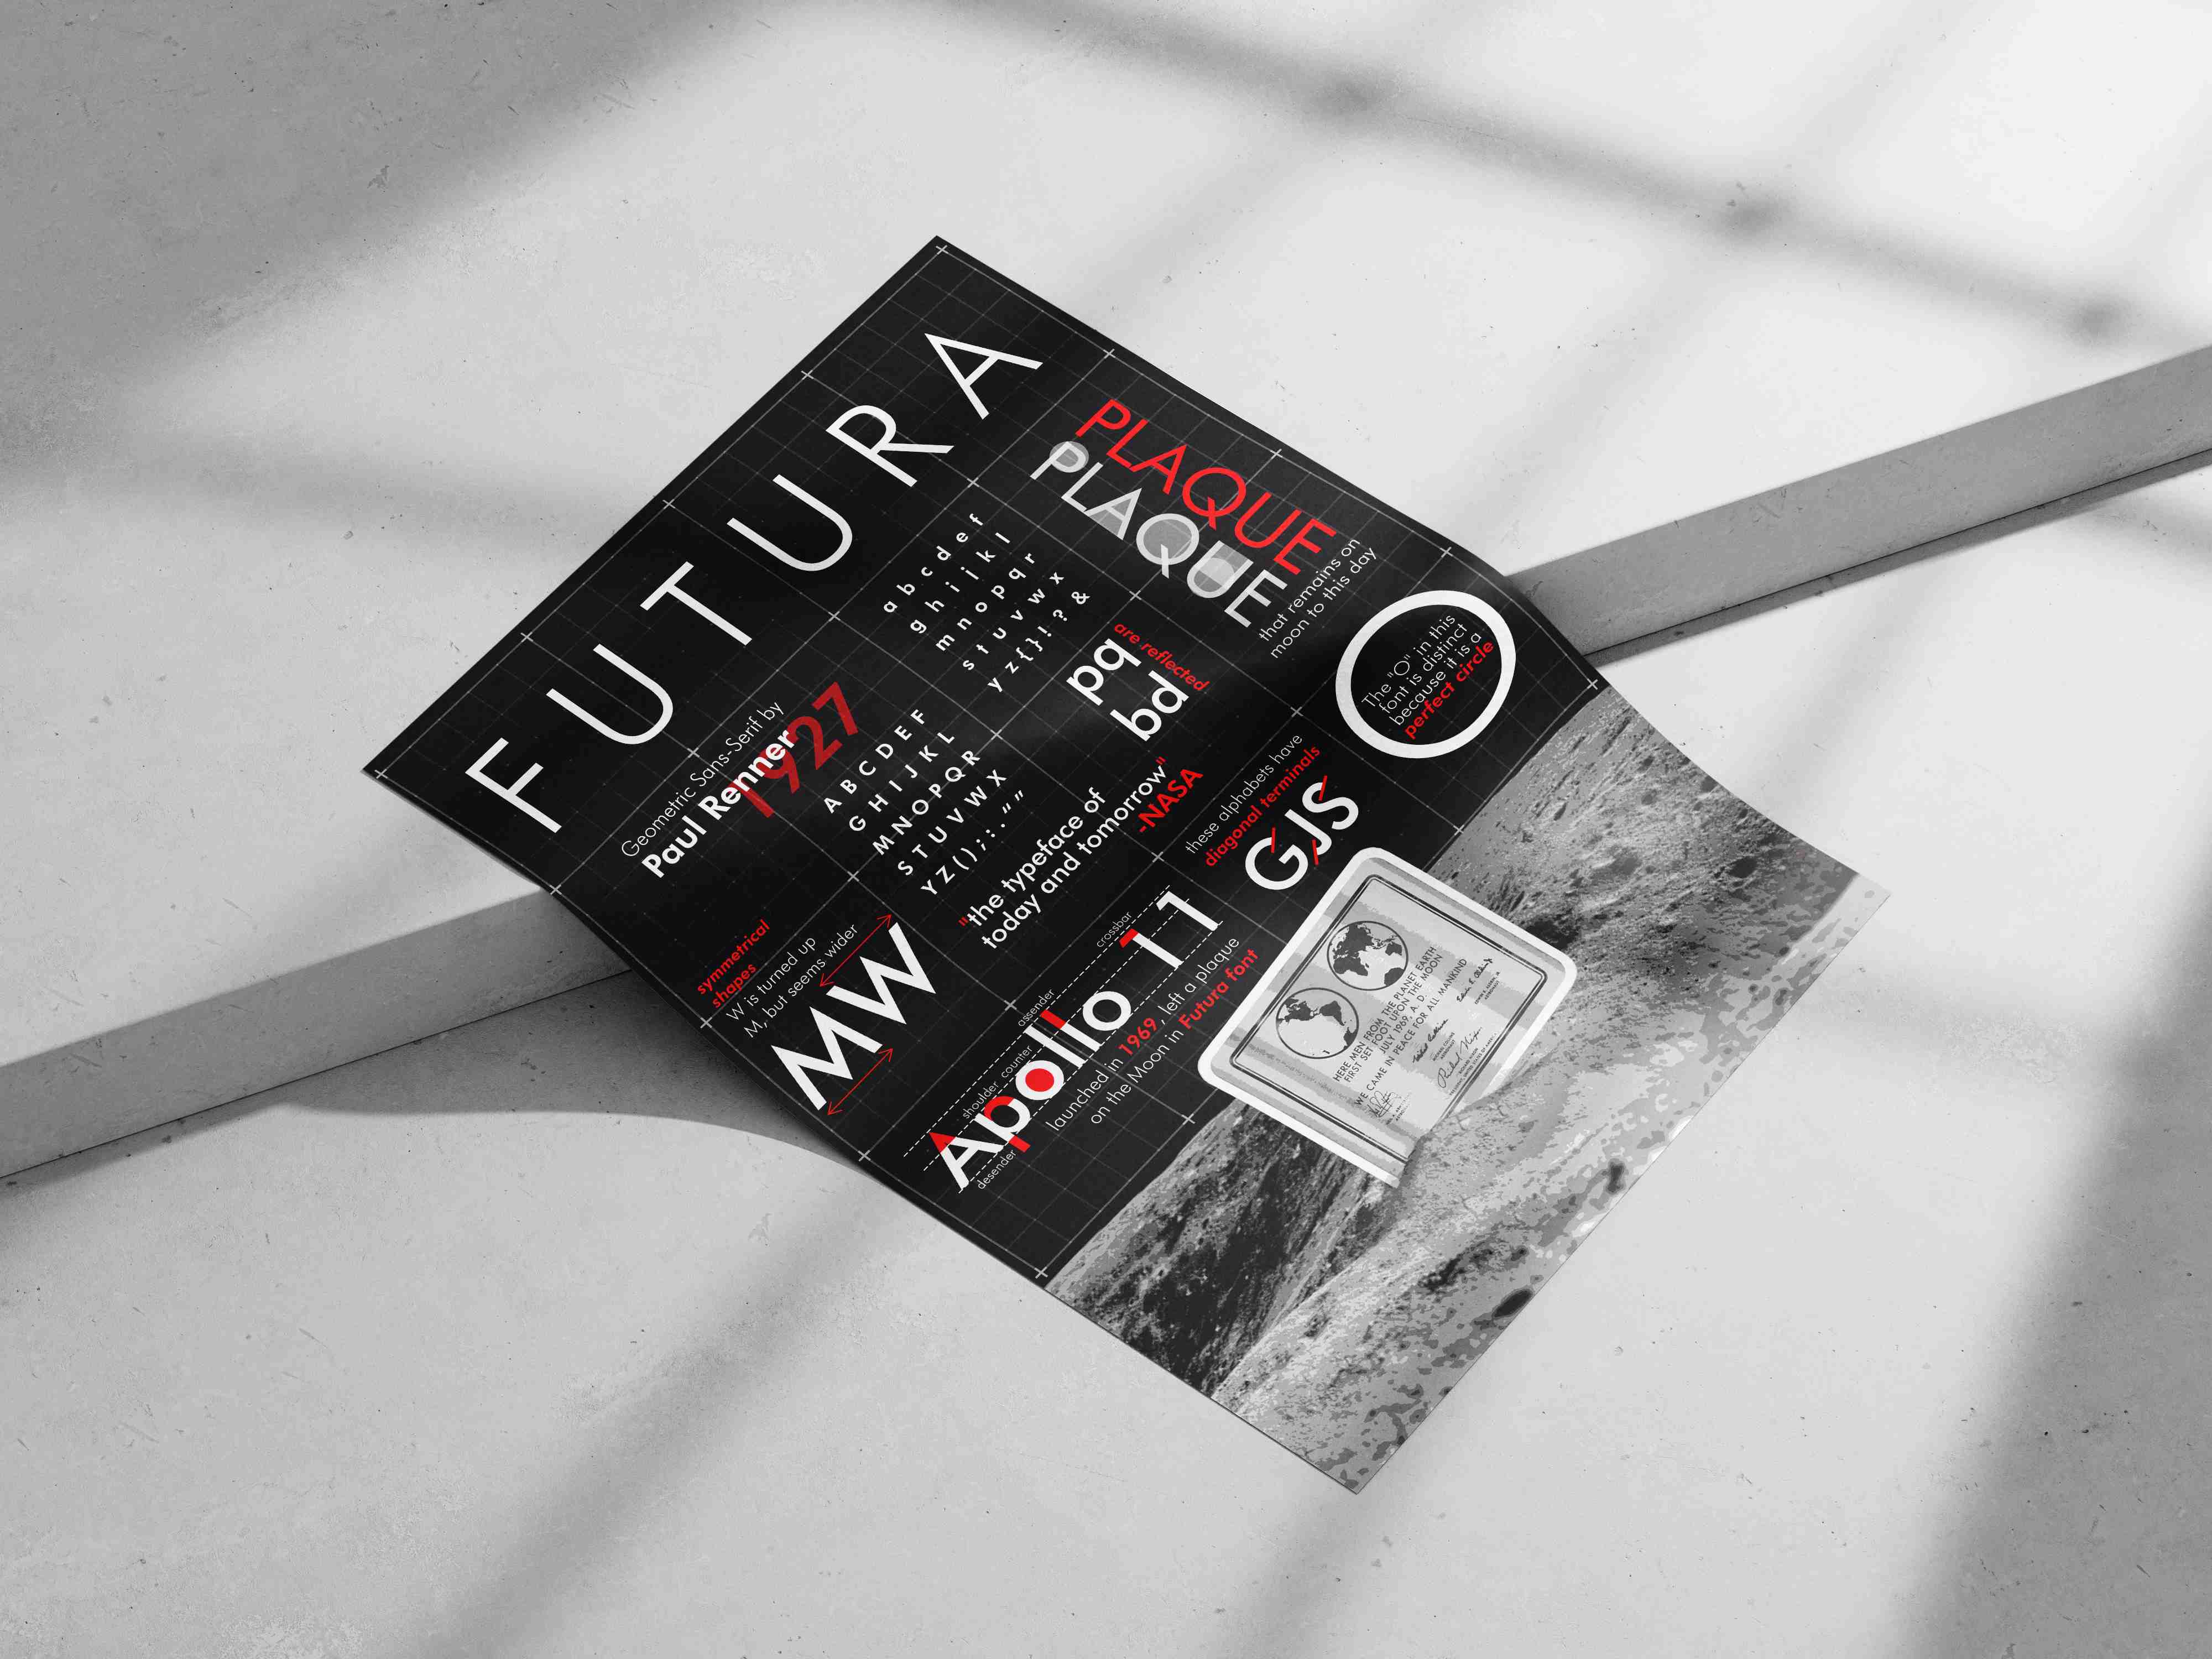 FUTURA
Geometric Sans-Serif by
Paul Renner
1927
a b c d e f
g h i j k l
m n o p q r
s t u v w x
y z { } ! ? &
A B C D E F
G H I J K L
M N O P Q R
S T U V W X
Y Z ( ) ; : . " "
PLAQUE
PLAQUE
that remains on
moon to this day
pq
bd
are reflected
The "O" in this
font is distinct
because it is a
perfect circle
symmetrical
shapes
W is turned up
M, but seems wider
MW
"the typeface of
today and tomorrow"
-NASA
these alphabets have
diagonal terminals
GJS
shoulder
counter
assender
crossbar
Apollo 11
desender
launched in 1969, left a plaque
on the Moon in Futura font
HERE MEN FROM THE PLANET EARTH
FIRST SET FOOT UPON THE MOON
JULY 1969, A. D.
WE CAME IN PEACE FOR ALL MANKIND